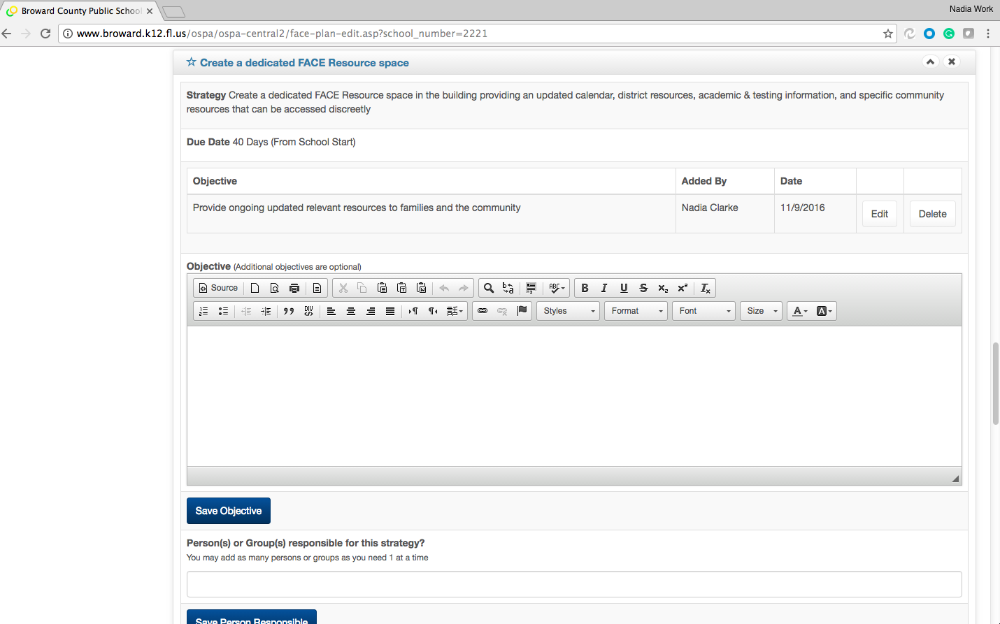 Broward County Public School
Nadia Work
www.broward.k12.fl.us/ospa/ospa-central2/face-plan-edit.asp?school_number=2221
Create a dedicated FACE Resource space
Strategy Create a dedicated FACE Resource space in the building providing an updated calendar, district resources, academic & testing information, and specific community
resources that can be accessed discreetly
Due Date 40 Days (From School Start)
Objective Added By Date
Provide ongoing updated relevant resources to families and the community Nadia Clarke 11/9/2016 Edit Delete
Objective (Additional objectives are optional)
Source ABC B I U S x₂ x² Tx
DIV Styles Format Font Size A A
Save Objective
Person(s) or Group(s) responsible for this strategy?
You may add as many persons or groups as you need 1 at a time
Save Person Responsible